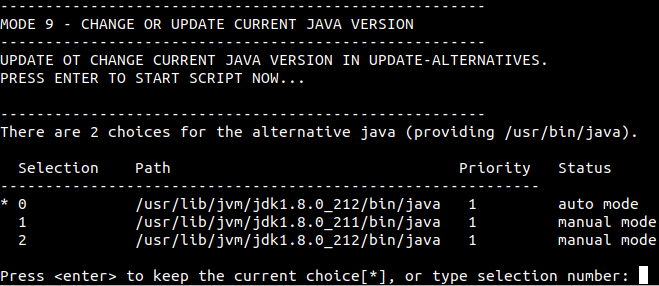 ------------------------------------------------------
MODE 9 - CHANGE OR UPDATE CURRENT JAVA VERSION
------------------------------------------------------
UPDATE OT CHANGE CURRENT JAVA VERSION IN UPDATE-ALTERNATIVES.
PRESS ENTER TO START SCRIPT NOW...
------------------------------------------------------
There are 2 choices for the alternative java (providing /usr/bin/java).
  Selection    Path                                Priority   Status
------------------------------------------------------------
* 0            /usr/lib/jvm/jdk1.8.0_212/bin/java   1         auto mode
  1            /usr/lib/jvm/jdk1.8.0_211/bin/java   1         manual mode
  2            /usr/lib/jvm/jdk1.8.0_212/bin/java   1         manual mode
Press <enter> to keep the current choice[*], or type selection number: